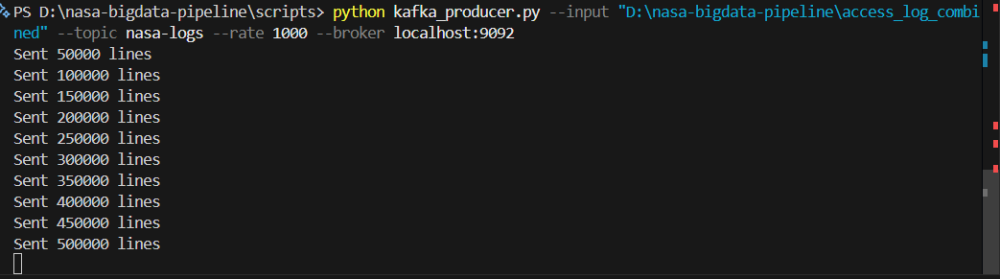 PS D:\nasa-bigdata-pipeline\scripts> python kafka_producer.py --input "D:\nasa-bigdata-pipeline\access_log_combi
ned" --topic nasa-logs --rate 1000 --broker localhost:9092
Sent 50000 lines
Sent 100000 lines
Sent 150000 lines
Sent 200000 lines
Sent 250000 lines
Sent 300000 lines
Sent 350000 lines
Sent 400000 lines
Sent 450000 lines
Sent 500000 lines